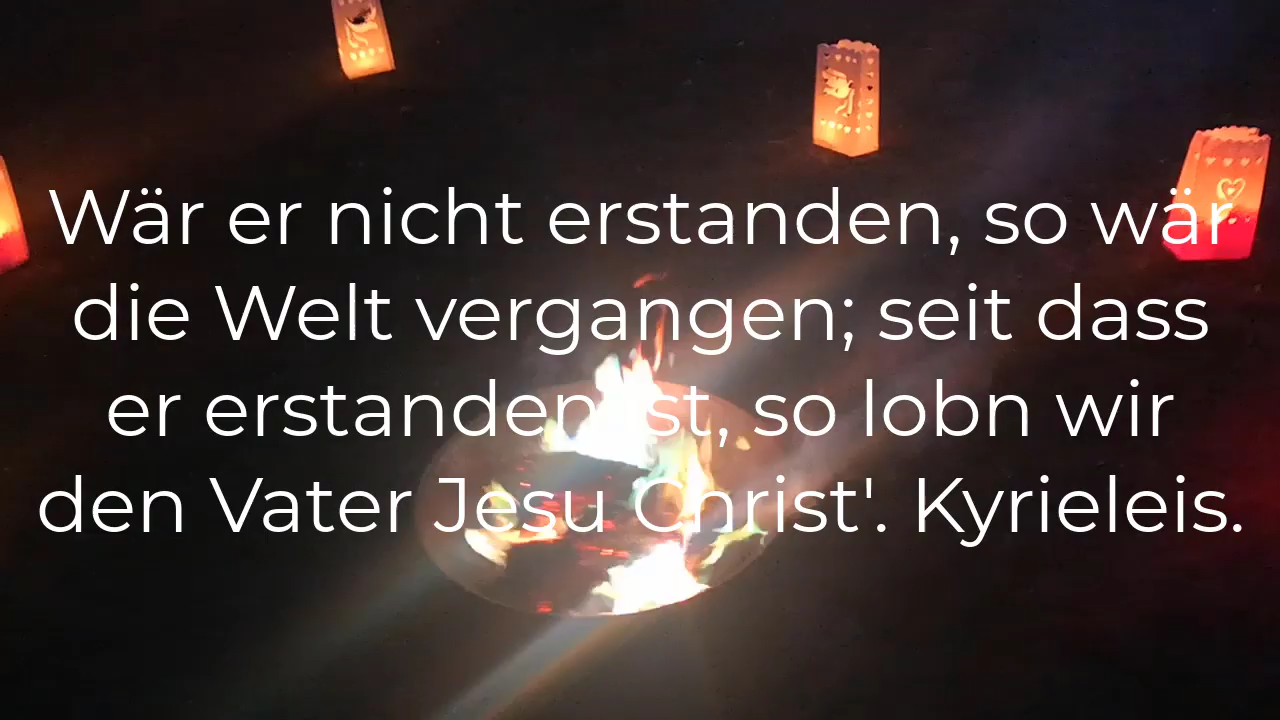 Wär er nicht erstanden, so wär
die Welt vergangen; seit dass
er erstanden ist, so lobn wir
den Vater Jesu Christ'. Kyrieleis.